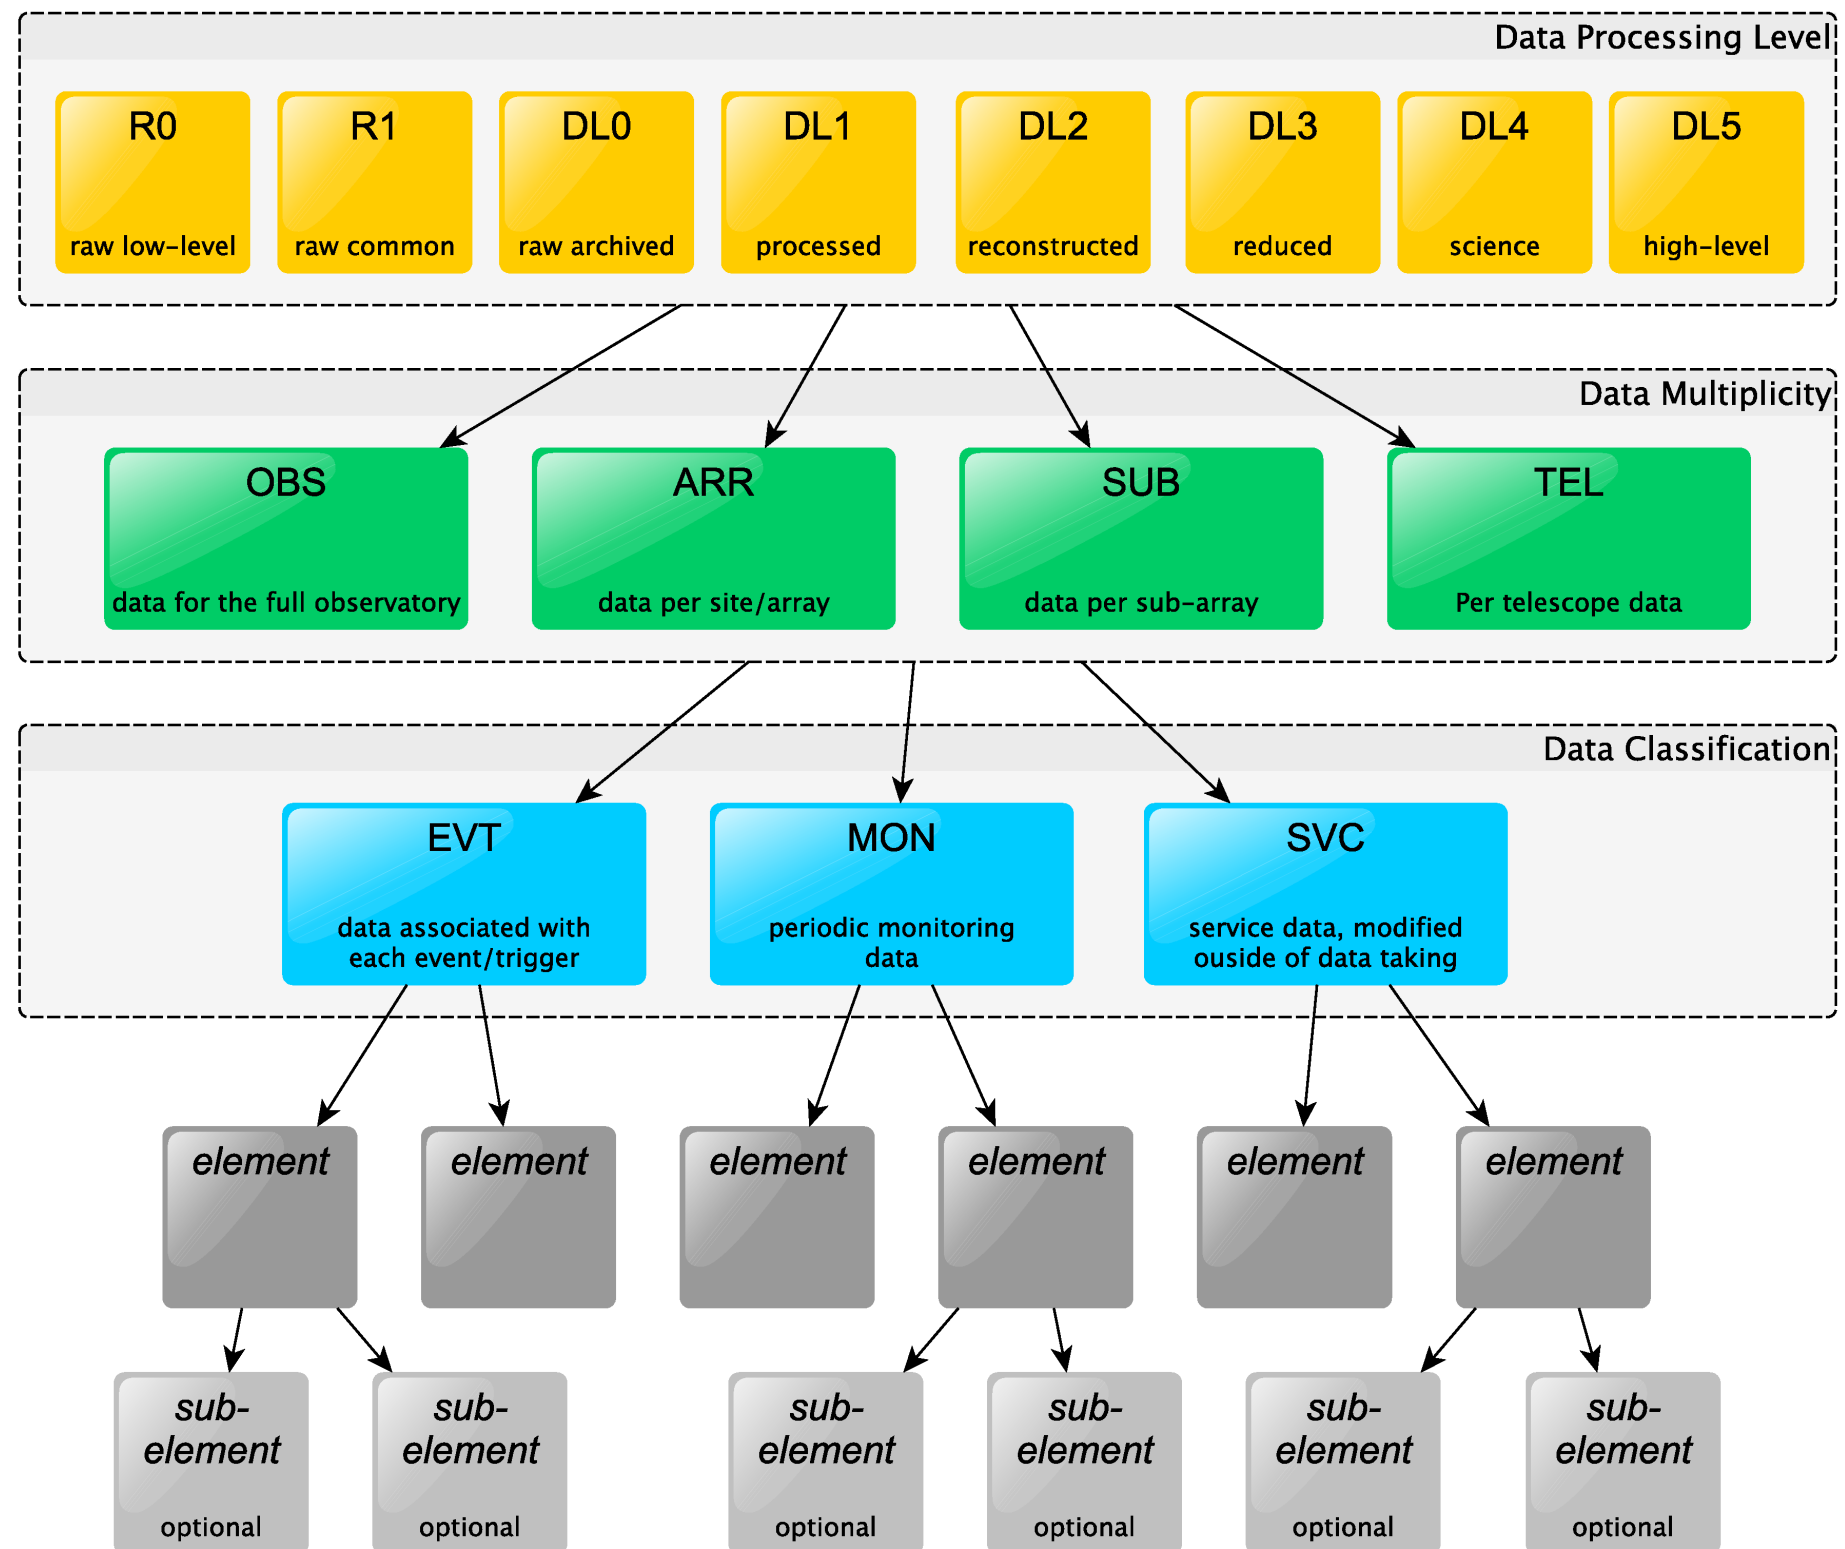 Data Processing Level
R0
raw low-level
R1
raw common
DL0
raw archived
DL1
processed
DL2
reconstructed
DL3
reduced
DL4
science
DL5
high-level
Data Multiplicity
OBS
data for the full observatory
ARR
data per site/array
SUB
data per sub-array
TEL
Per telescope data
Data Classification
EVT
data associated with
each event/trigger
MON
periodic monitoring
data
SVC
service data, modified
ouside of data taking
element
element
element
element
element
element
sub-
element
optional
sub-
element
optional
sub-
element
optional
sub-
element
optional
sub-
element
optional
sub-
element
optional